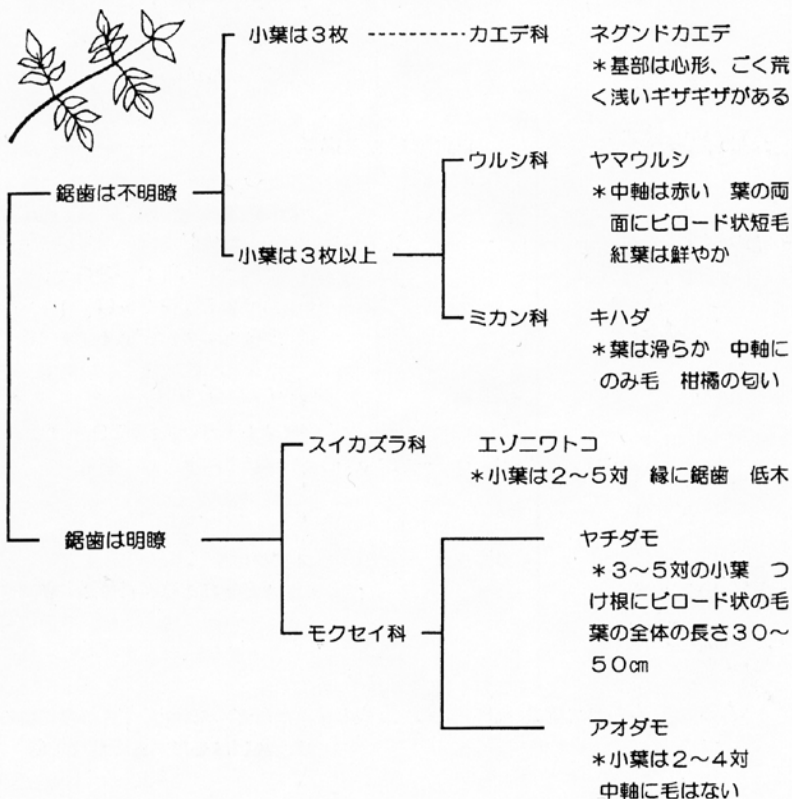 小葉は3枚 カエデ科 ネグンドカエデ
＊基部は心形、ごく荒
く浅いギザギザがある
鋸歯は不明瞭
小葉は3枚以上
ウルシ科 ヤマウルシ
＊中軸は赤い 葉の両
面にビロード状短毛
紅葉は鮮やか
ミカン科 キハダ
＊葉は滑らか 中軸に
のみ毛 柑橘の匂い
鋸歯は明瞭
スイカズラ科 エゾニワトコ
＊小葉は2～5対 縁に鋸歯 低木
モクセイ科
ヤチダモ
＊3～5対の小葉 つ
け根にビロード状の毛
葉の全体の長さ30～
50㎝
アオダモ
＊小葉は2～4対
中軸に毛はない